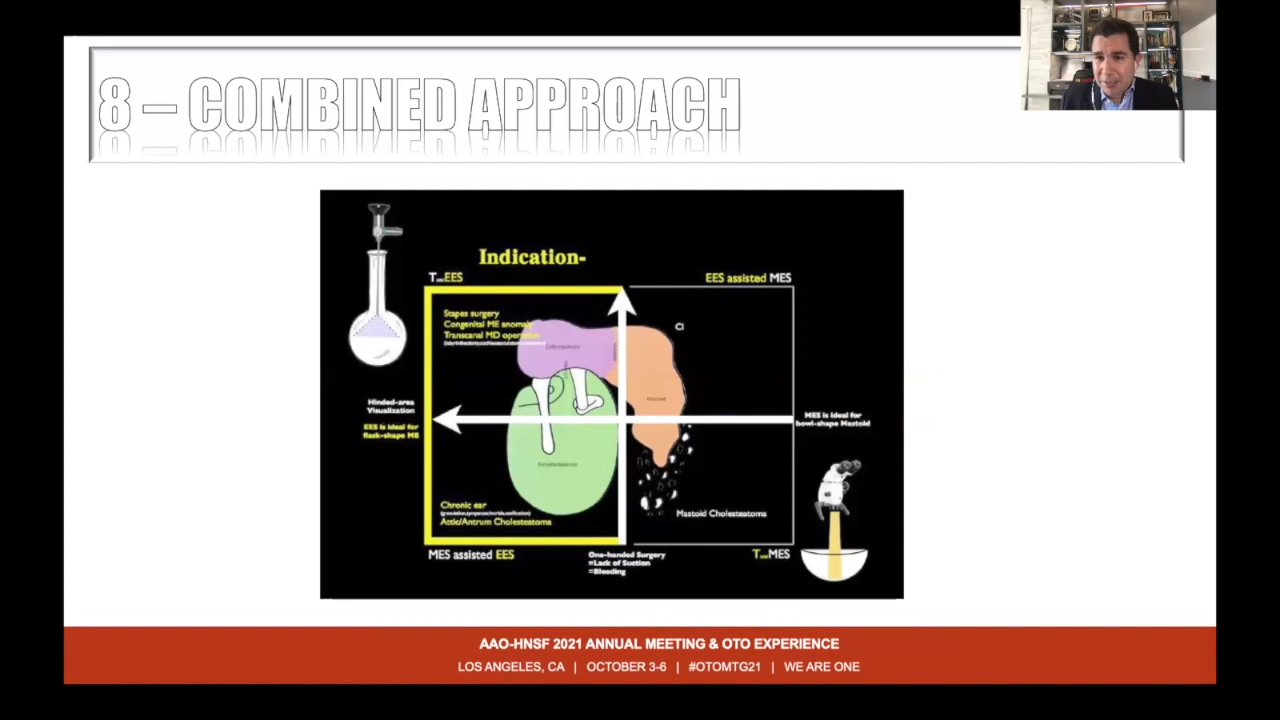 8 – COMBINED APPROACH
Indication-
EES
EES assisted MES
Stapes surgery
Congenital ME anomaly
Transcanal MD operation
CI
Hinded-area
Visualization
EES is ideal for
flask-shape ME
MES is ideal for
bowl-shape Mastoid
Mastoid
Chronic ear
Attic/Antrum Cholesteatoma
Mastoid Cholesteatoma
MES assisted EES
One-handed Surgery
=Lack of Suction
=Bleeding
MES
AAO-HNSF 2021 ANNUAL MEETING & OTO EXPERIENCE
LOS ANGELES, CA | OCTOBER 3-6 | #OTOMTG21 | WE ARE ONE